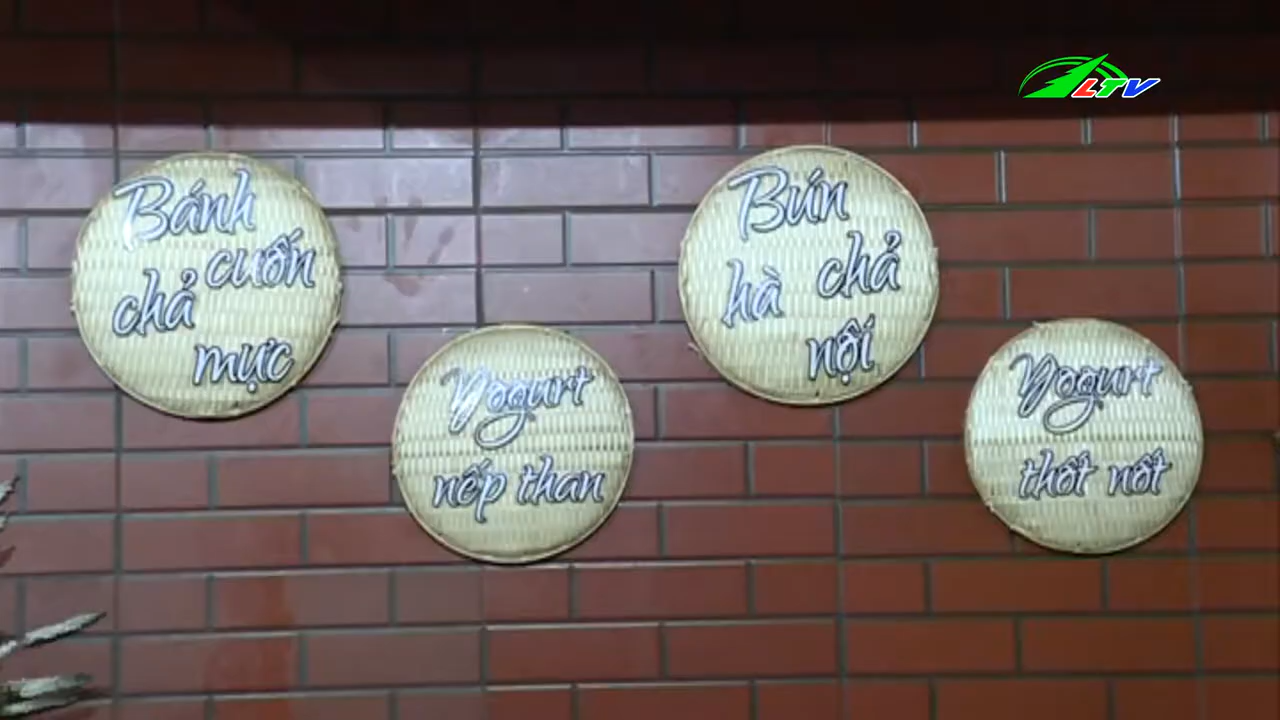 LTV
Bánh
cuốn
chả
mực
Yogurt
nếp than
Bún
chả
hà
nội
Yogurt
thốt nốt